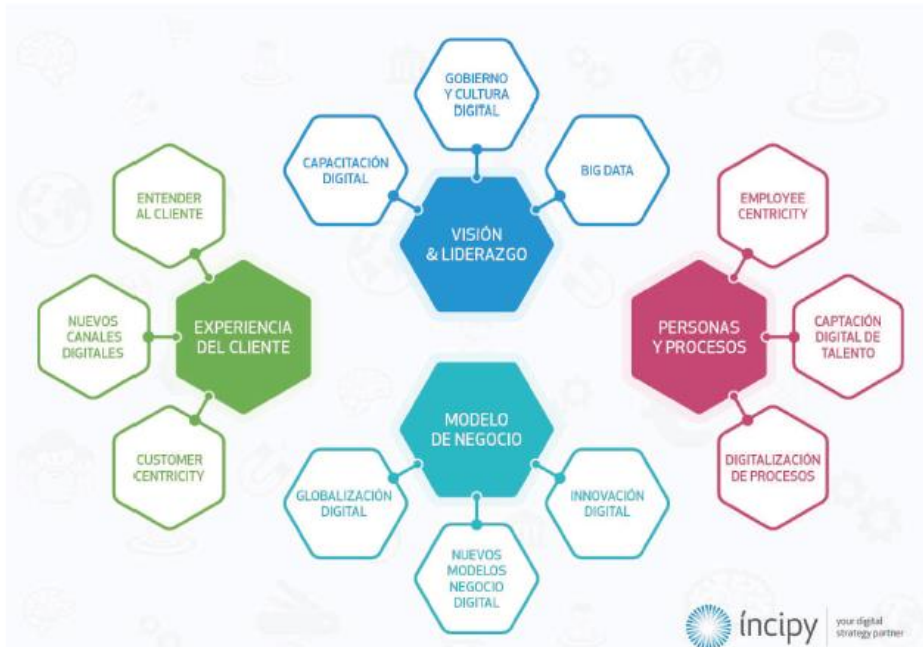 GOBIERNO
Y CULTURA
DIGITAL
CAPACITACIÓN
DIGITAL
BIG DATA
VISIÓN
& LIDERAZGO
ENTENDER
AL CLIENTE
NUEVOS
CANALES
DIGITALES
CUSTOMER
CENTRICITY
EXPERIENCIA
DEL CLIENTE
EMPLOYEE
CENTRICITY
PERSONAS
Y PROCESOS
CAPTACIÓN
DIGITAL DE
TALENTO
DIGITALIZACIÓN
DE PROCESOS
MODELO
DE NEGOCIO
GLOBALIZACIÓN
DIGITAL
NUEVOS
MODELOS
NEGOCIO
DIGITAL
INNOVACIÓN
DIGITAL
íncipy
your digital
strategy partner